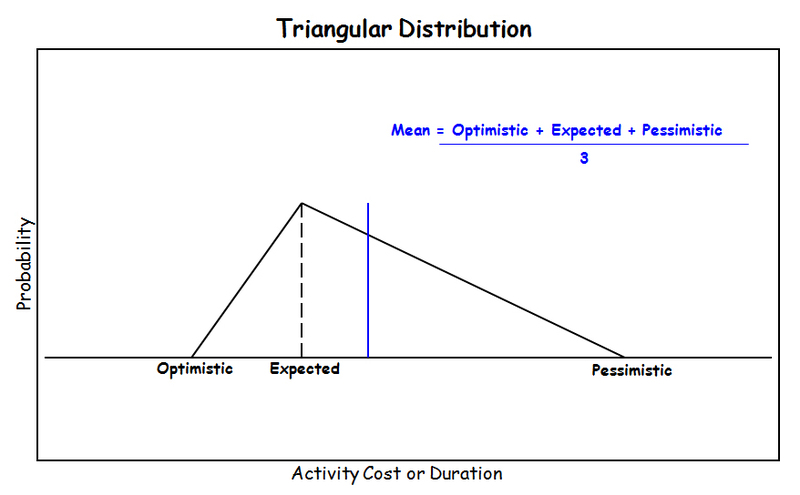 Triangular Distribution
Mean = Optimistic + Expected + Pessimistic
3
Probability
Optimistic
Expected
Pessimistic
Activity Cost or Duration